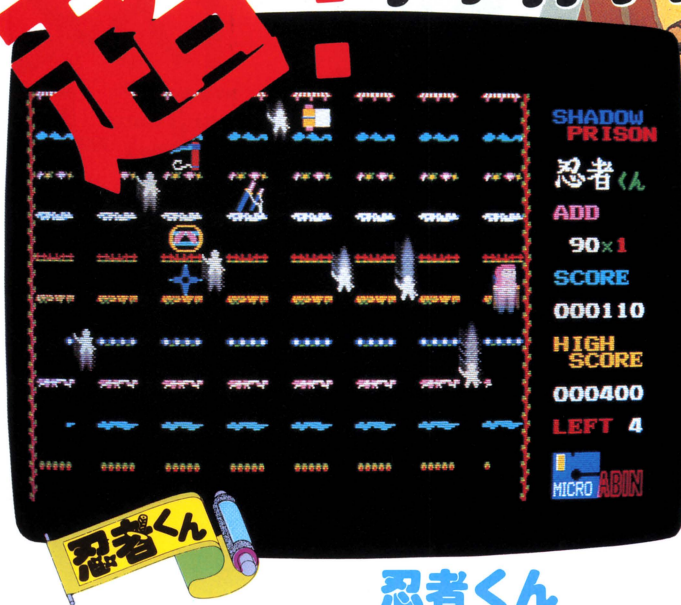 超!
SHADOW
PRISON
忍者くん
ADD
90×1
SCORE
000110
HIGH
SCORE
000400
LEFT 4
MICRO CABIN
忍者くん
忍者くん